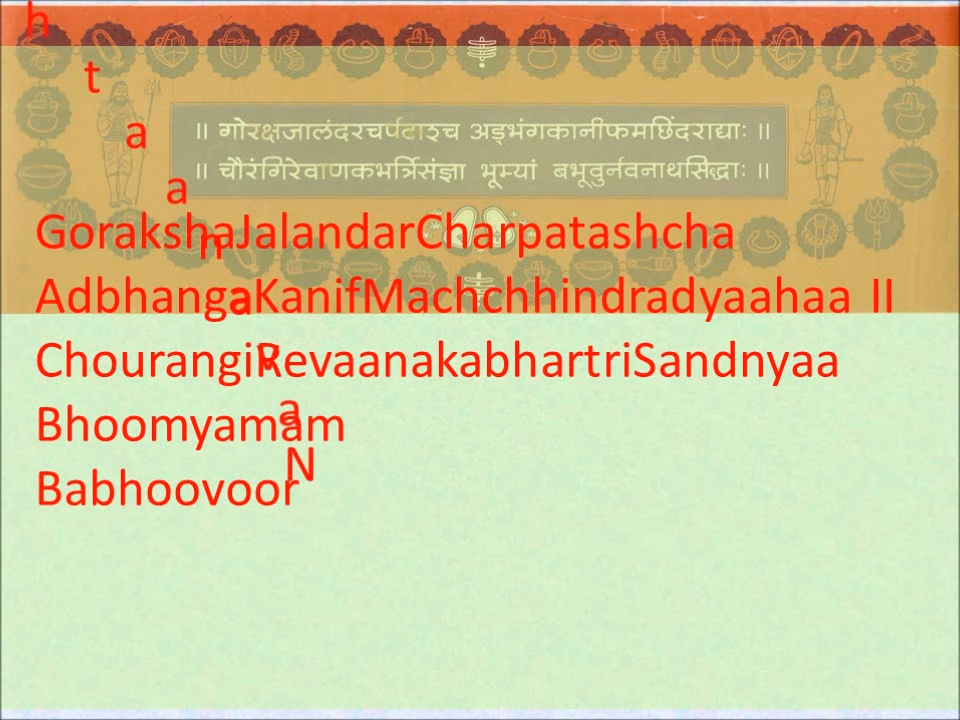 ॥ गोरक्षजालंदरचर्पटाश्च अड्भंगकानीफमछिंदराद्याः ॥
॥ चौरंगिरेवाणकभर्त्रिसंज्ञा भूम्यां बभूवुर्नवनाथसिद्धाः ॥
GorakshaJalandarCharpatashcha
AdbhangaKanifMachchhindradyaahaa II
ChourangiRevaanakabhartriSandnyaa
Bhoomyamam
Babhoovoor
h
t
a
a
n
a
v
a
N